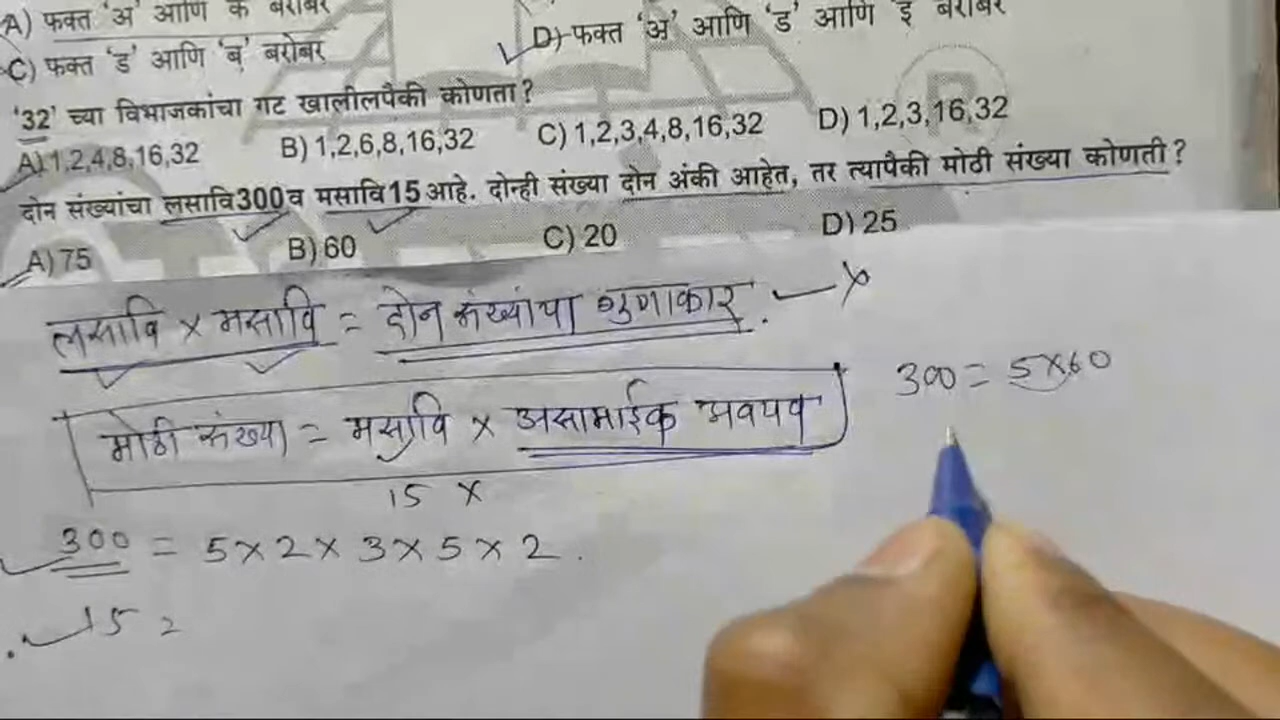 A) फक्त 'अ' आणि क बरोबर
D) फक्त 'अ' आणि 'ड' आणि इ बरोबर
C) फक्त 'ड' आणि 'ब' बरोबर
'32' च्या विभाजकांचा गट खालीलपैकी कोणता?
A) 1,2,4,8,16,32 B) 1,2,6,8,16,32 C) 1,2,3,4,8,16,32 D) 1,2,3,16,32
दोन संख्यांचा लसावि 300 व मसावि 15 आहे. दोन्ही संख्या दोन अंकी आहेत, तर त्यापैकी मोठी संख्या कोणती?
A) 75 B) 60 C) 20 D) 25
लसावि × मसावि = दोन संख्यांचा गुणाकार.
300 = 5×60
मोठी संख्या = मसावि × असामाईक अवयव
15 ×
300 = 5 × 2 × 3 × 5 × 2.
15 =
R